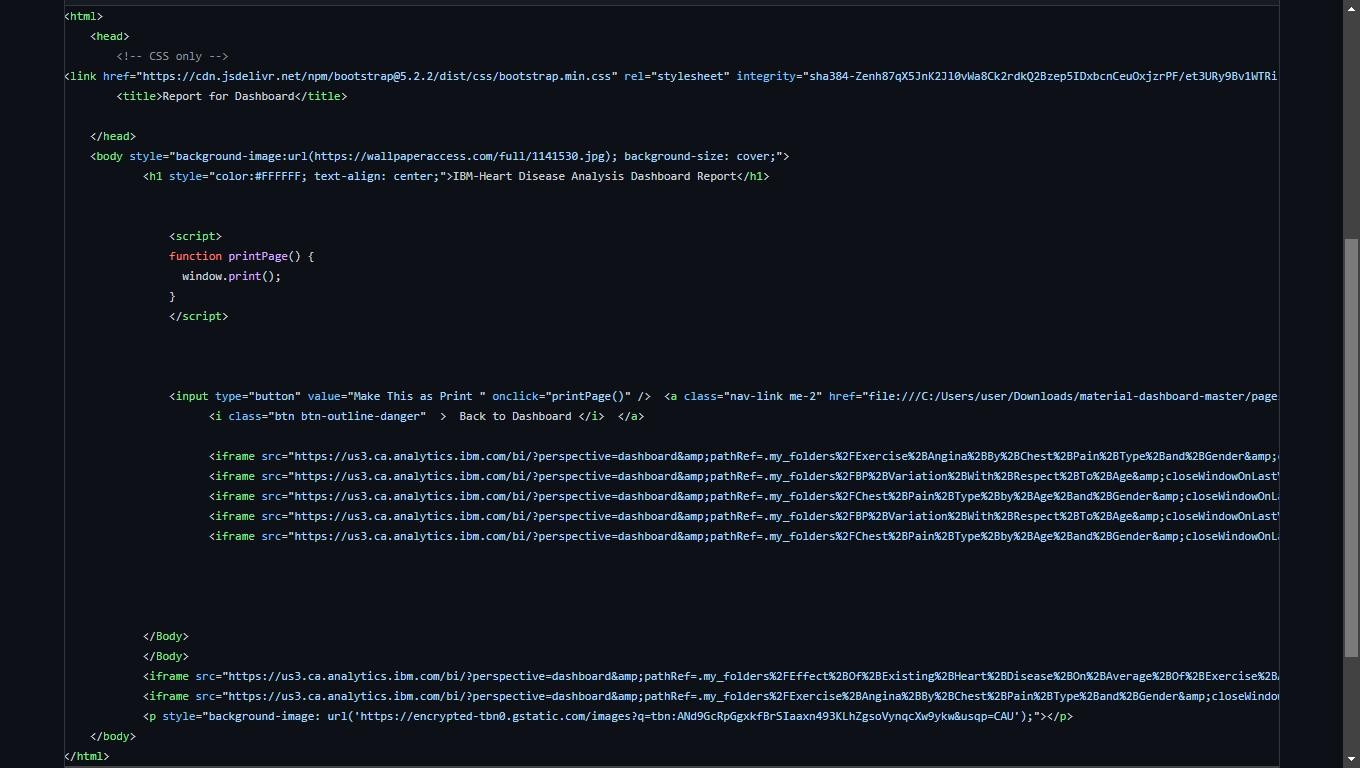 <html>
<head>
<!-- CSS only -->
<link href="https://cdn.jsdelivr.net/npm/bootstrap@5.2.2/dist/css/bootstrap.min.css" rel="stylesheet" integrity="sha384-Zenh87qX5JnK2Jl0vWa8Ck2rdkQ2Bzep5IDxbcnCeuOxjzrPF/et3URy9Bv1WTRi
<title>Report for Dashboard</title>
</head>
<body style="background-image:url(https://wallpaperaccess.com/full/1141530.jpg); background-size: cover;">
<h1 style="color:#FFFFFF; text-align: center;">IBM-Heart Disease Analysis Dashboard Report</h1>
<script>
function printPage() {
window.print();
}
</script>
<input type="button" value="Make This as Print " onclick="printPage()" />  <a class="nav-link me-2" href="file:///C:/Users/user/Downloads/material-dashboard-master/page
<i class="btn btn-outline-danger"  >  Back to Dashboard </i>  </a>
<iframe src="https://us3.ca.analytics.ibm.com/bi/?perspective=dashboard&amp;pathRef=.my_folders%2FExercise%2BAngina%2BBy%2BChest%2BPain%2BType%2Band%2BGender&amp;
<iframe src="https://us3.ca.analytics.ibm.com/bi/?perspective=dashboard&amp;pathRef=.my_folders%2FBP%2BVariation%2BWith%2BRespect%2BTo%2BAge&amp;closeWindowOnLast
<iframe src="https://us3.ca.analytics.ibm.com/bi/?perspective=dashboard&amp;pathRef=.my_folders%2FChest%2BPain%2BType%2Bby%2BAge%2Band%2BGender&amp;closeWindowOnL
<iframe src="https://us3.ca.analytics.ibm.com/bi/?perspective=dashboard&amp;pathRef=.my_folders%2FBP%2BVariation%2BWith%2BRespect%2BTo%2BAge&amp;closeWindowOnLast
<iframe src="https://us3.ca.analytics.ibm.com/bi/?perspective=dashboard&amp;pathRef=.my_folders%2FChest%2BPain%2BType%2Bby%2BAge%2Band%2BGender&amp;closeWindowOnL
</Body>
</Body>
<iframe src="https://us3.ca.analytics.ibm.com/bi/?perspective=dashboard&amp;pathRef=.my_folders%2FEffect%2BOf%2BExisting%2BHeart%2BDisease%2BOn%2BAverage%2BOf%2BExercise%2B
<iframe src="https://us3.ca.analytics.ibm.com/bi/?perspective=dashboard&amp;pathRef=.my_folders%2FExercise%2BAngina%2BBy%2BChest%2BPain%2BType%2Band%2BGender&amp;closeWindo
<p style="background-image: url('https://encrypted-tbn0.gstatic.com/images?q=tbn:ANd9GcRpGgxkfBrSIaaxn493KLhZgsoVynqcXw9ykw&usqp=CAU');"></p>
</body>
</html>